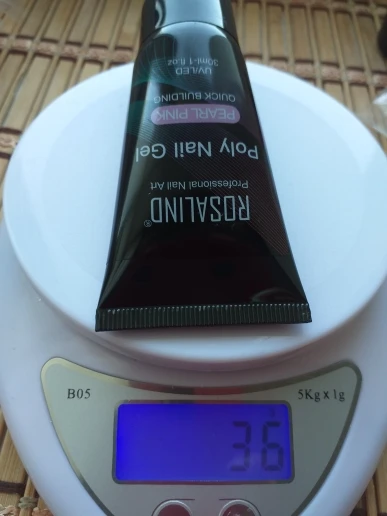 ROSALIND®
Professional Nail Art
Poly Nail Gel
PEARL PINK
QUICK BUILDING
UV/LED
30ml-1 fl.oz
B05
5Kg x 1g
36